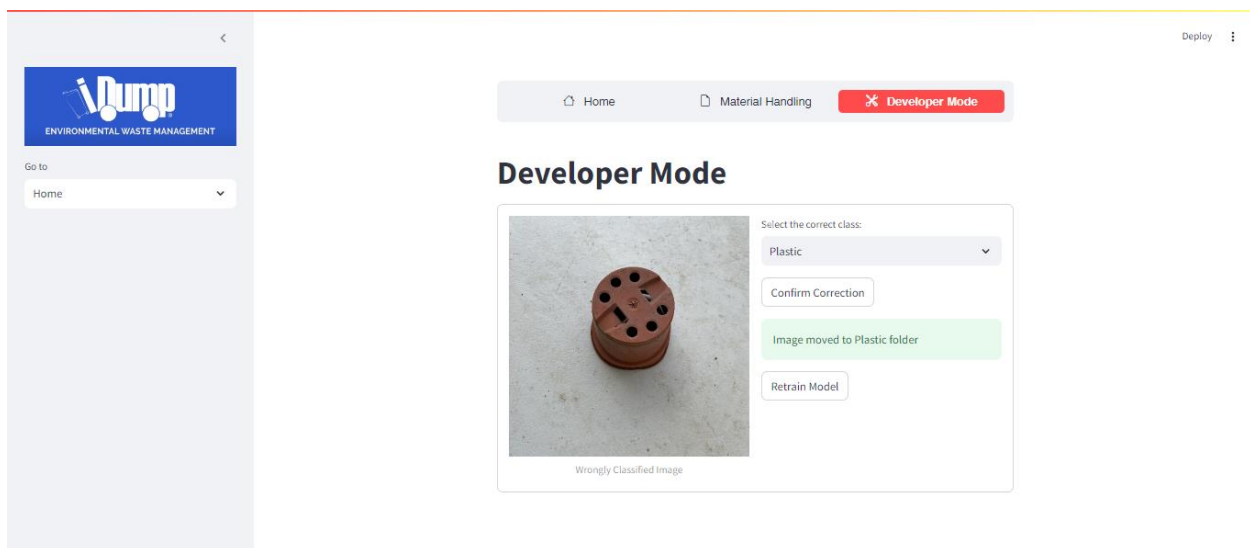 Deploy
iDump
ENVIRONMENTAL WASTE MANAGEMENT
Go to
Home
Home
Material Handling
Developer Mode
Developer Mode
Select the correct class:
Plastic
Confirm Correction
Image moved to Plastic folder
Retrain Model
Wrongly Classified Image